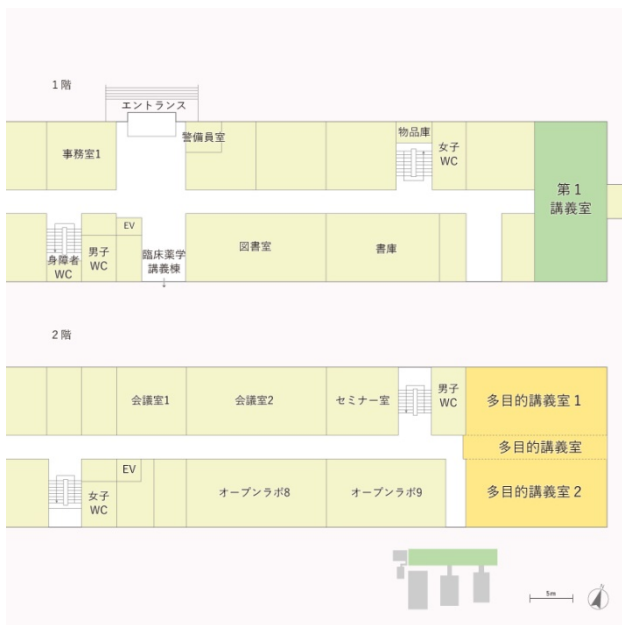 1 階
エントランス
事務室1
警備員室
物品庫
女子
WC
第 1
講義室
EV
身障者
WC
男子
WC
臨床薬学
講義棟
図書室
書庫
2 階
会議室1
会議室2
セミナー室
男子
WC
多目的講義室 1
多目的講義室
EV
女子
WC
オープンラボ8
オープンラボ9
多目的講義室 2
5m
N